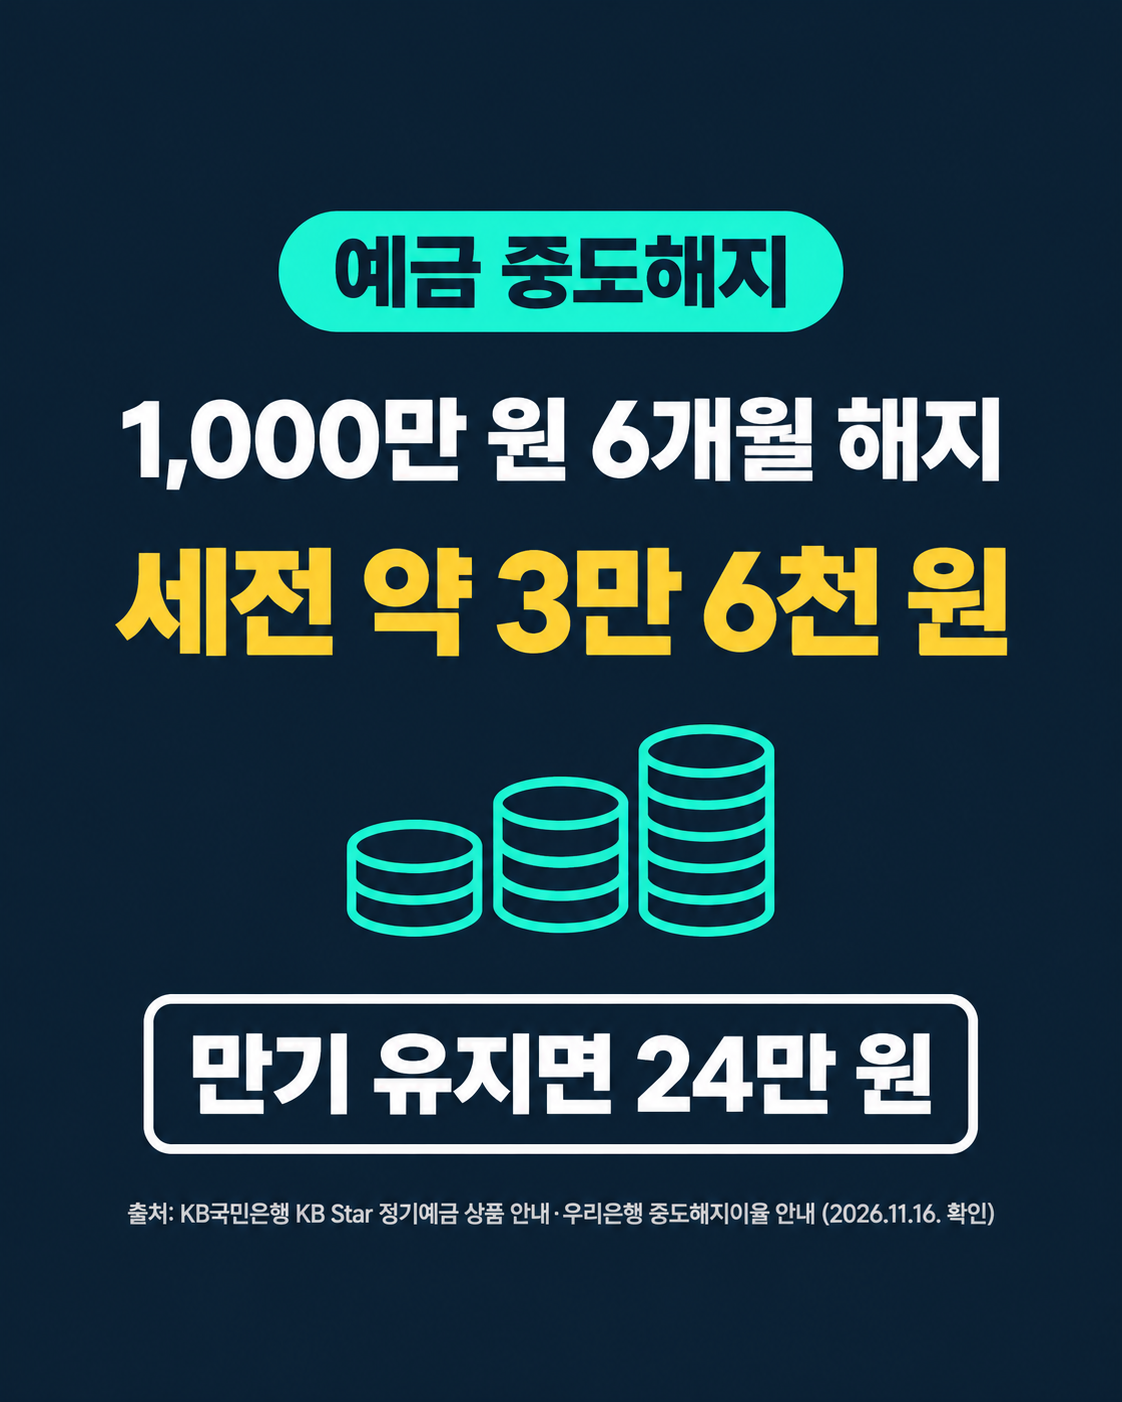 예금 중도해지
1,000만 원 6개월 해지
세전 약 3만 6천 원
만기 유지면 24만 원
출처: KB국민은행 KB Star 정기예금 상품 안내·우리은행 중도해지이율 안내 (2026.11.16. 확인)